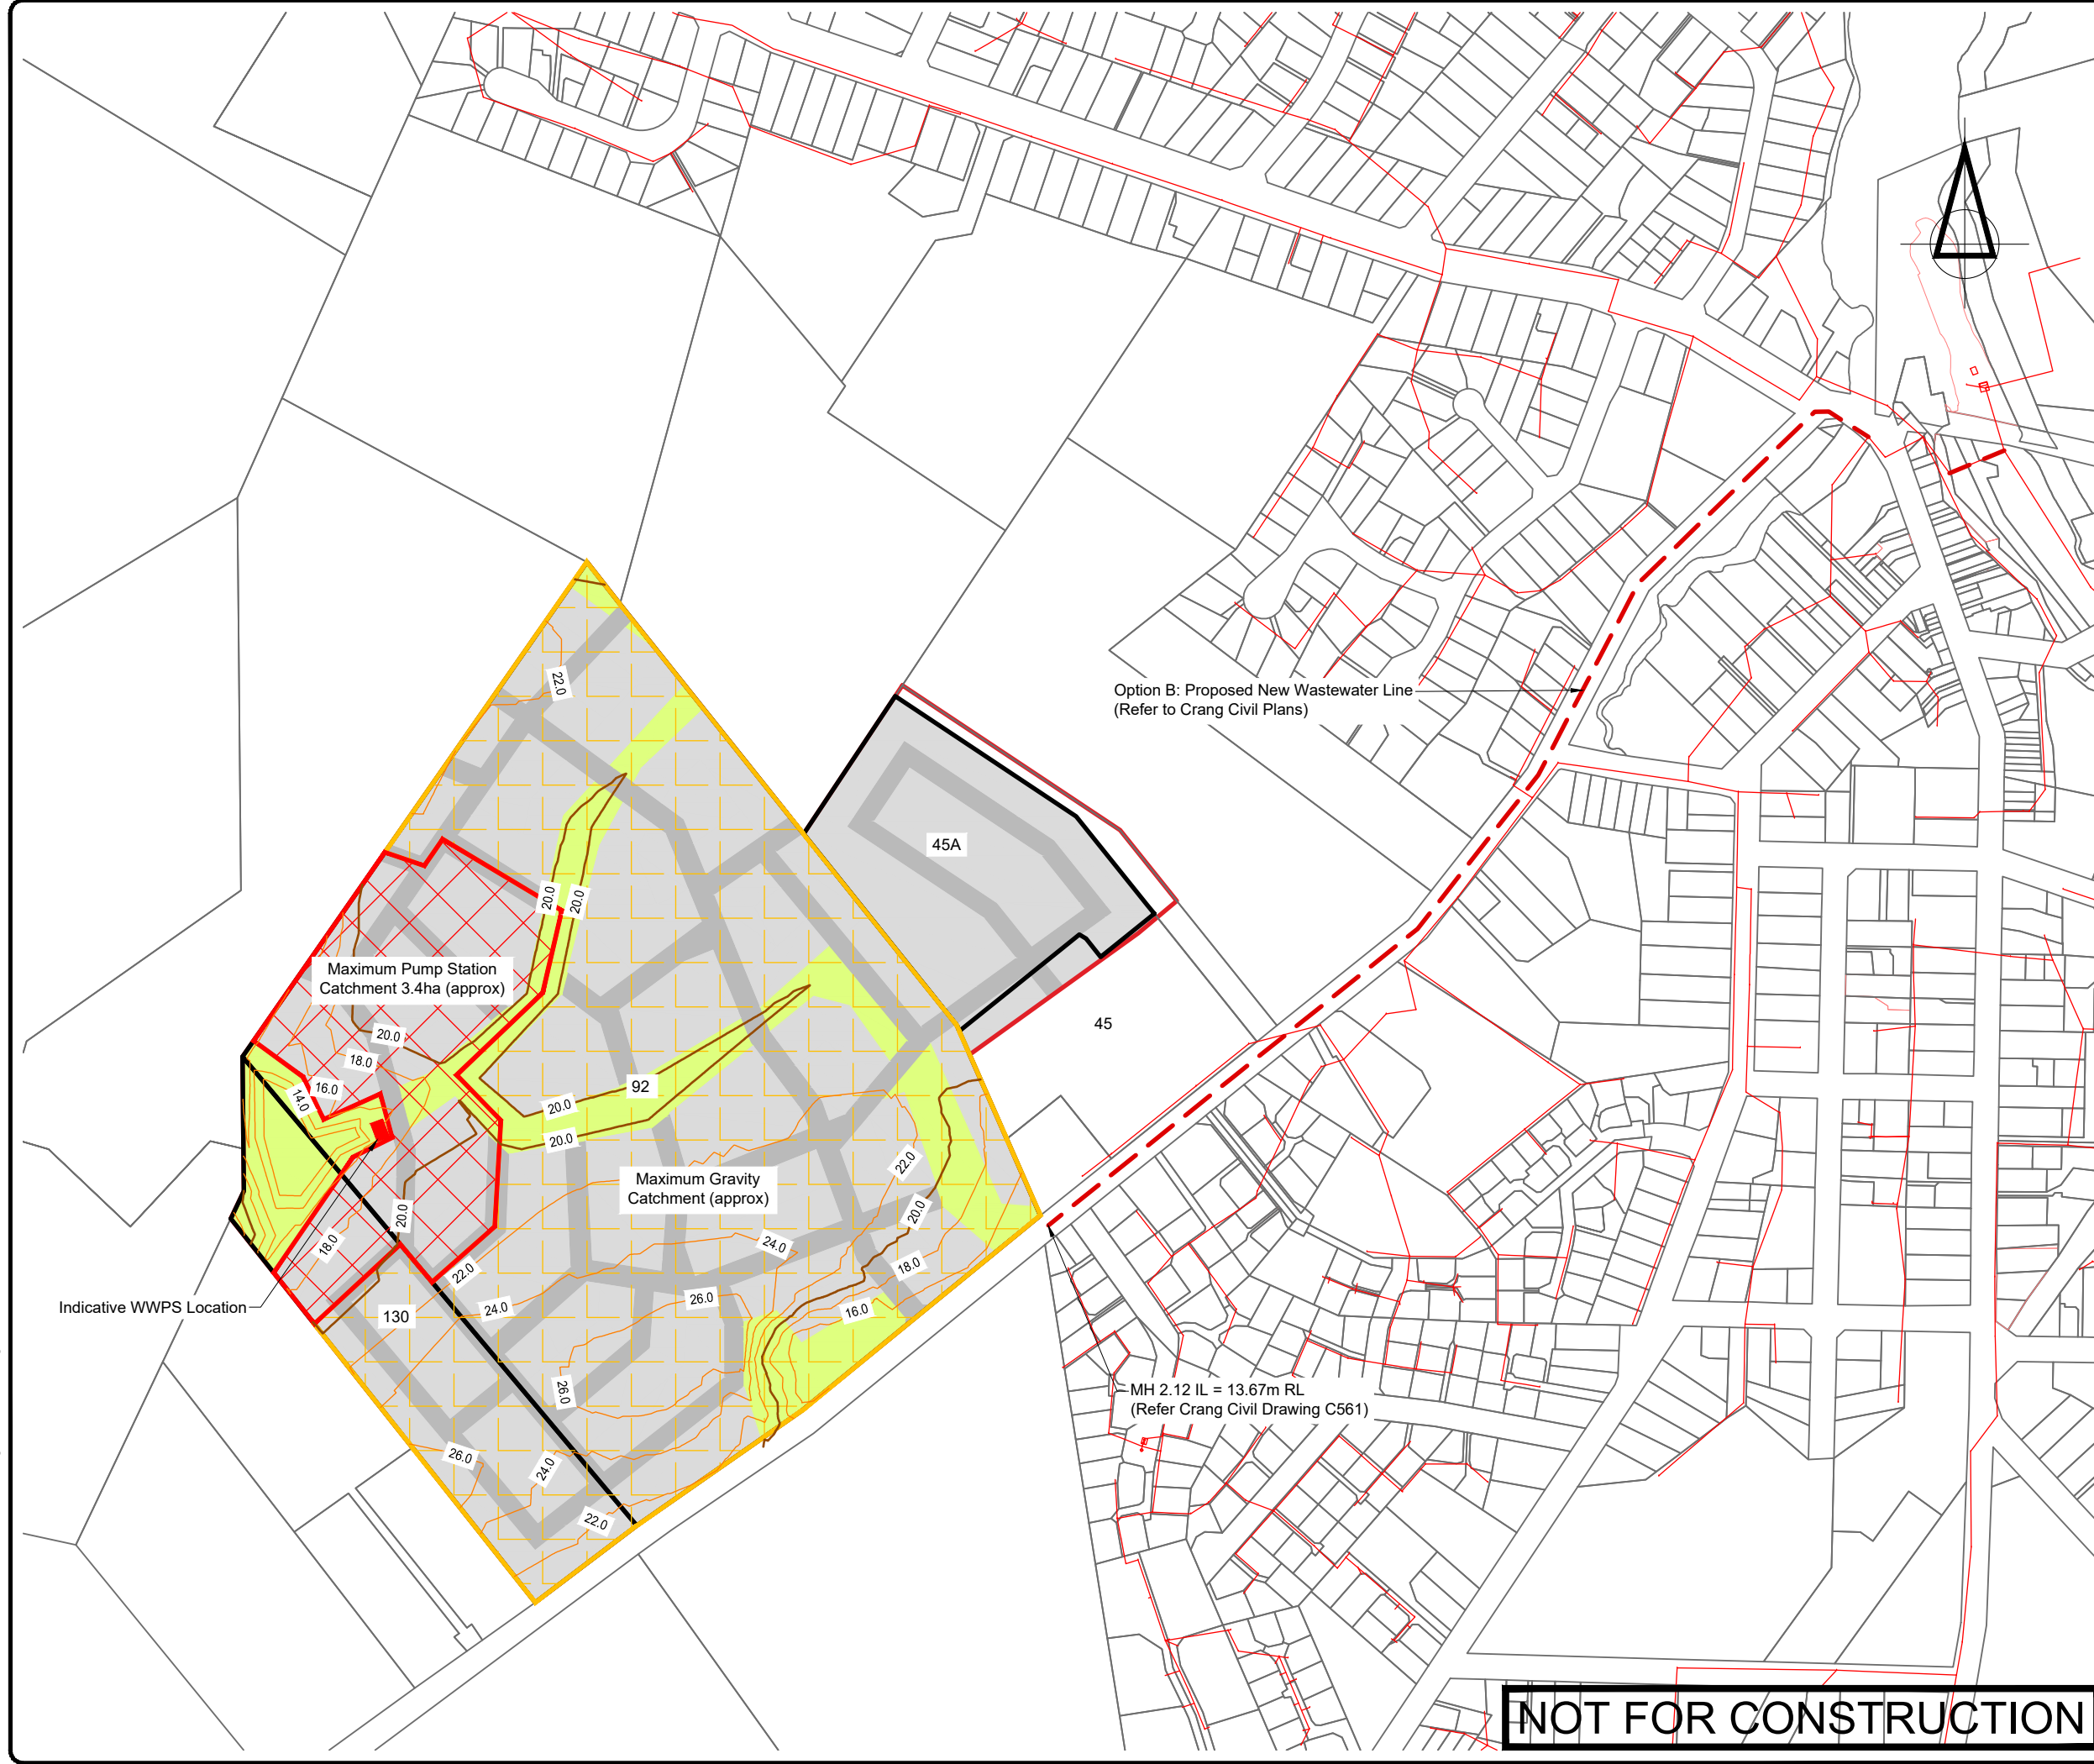 22.0
Option B: Proposed New Wastewater Line
(Refer to Crang Civil Plans)
45A
20.0
20.0
Maximum Pump Station
Catchment 3.4ha (approx)
45
20.0
18.0
16.0
14.0
92
20.0
20.0
22.0
Maximum Gravity
Catchment (approx)
20.0
20.0
18.0
24.0
18.0
22.0
Indicative WWPS Location
130
24.0
26.0
16.0
26.0
MH 2.12 IL = 13.67m RL
(Refer Crang Civil Drawing C561)
26.0
24.0
22.0
NOT FOR CONSTRUCTION